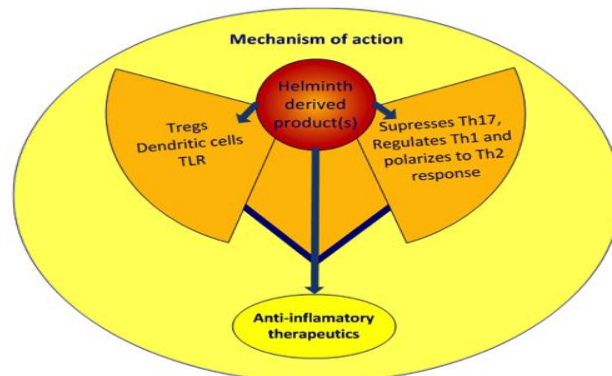 Mechanism of action
Helminth
derived
product(s)
Tregs
Dendritic cells
TLR
Supresses Th17,
Regulates Th1 and
polarizes to Th2
response
Anti-inflamatory
therapeutics